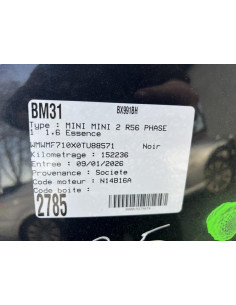 BM31 BX991BH
Type : MINI MINI 2 R56 PHASE
1 1.6 Essence
WMWMF710X0TU88571 Noir
Kilometrage : 152236
Entree : 09/01/2026
Provenance : Societe
Code moteur : N14B16A
Code boite :
2785